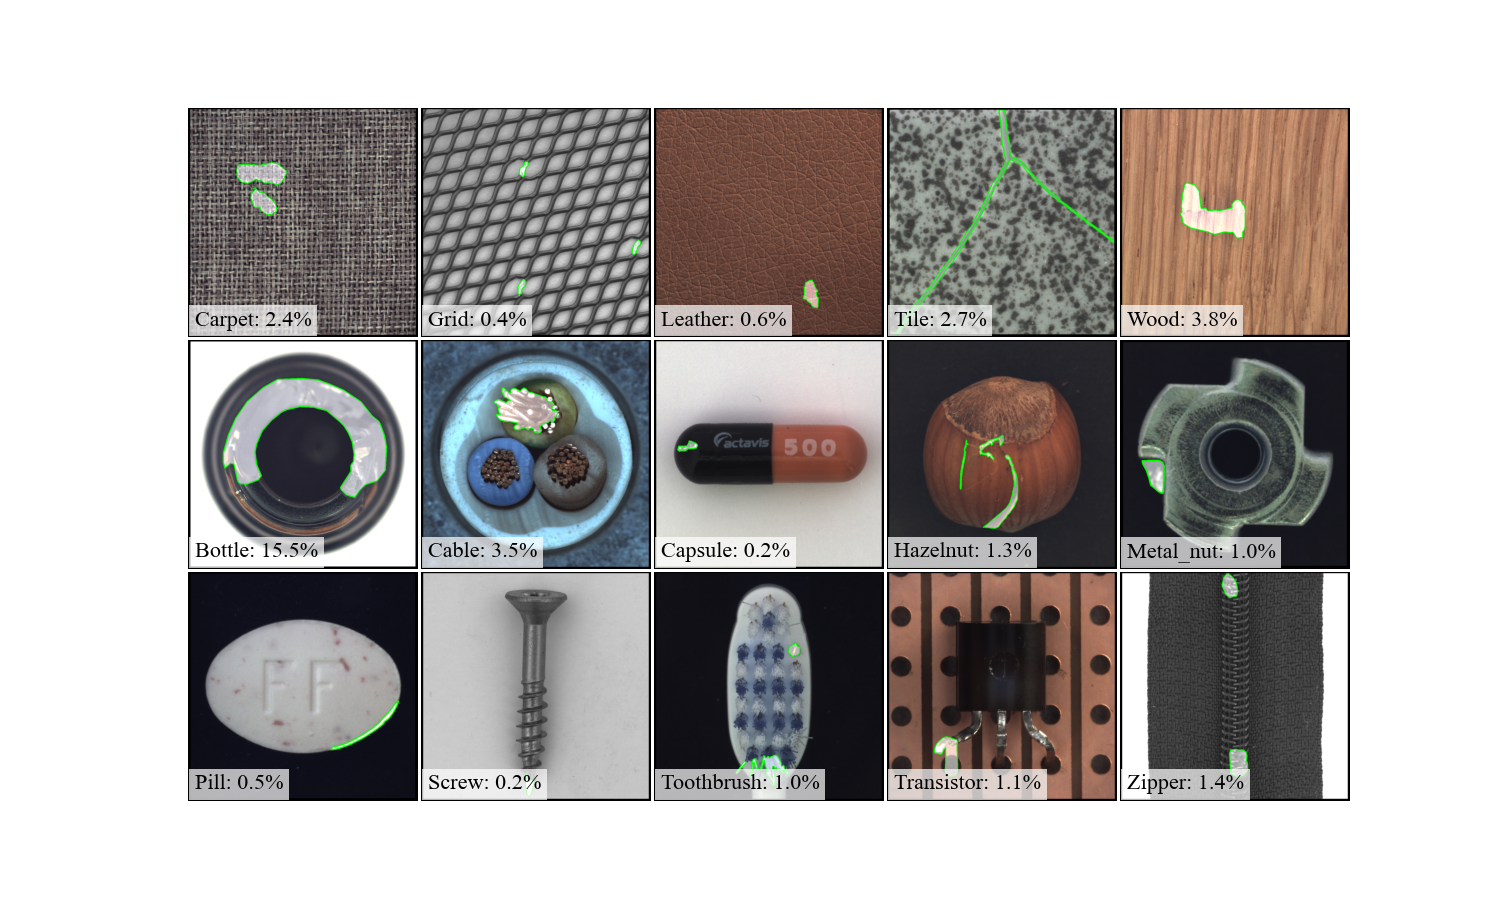 Carpet: 2.4%
Grid: 0.4%
Leather: 0.6%
Tile: 2.7%
Wood: 3.8%
Bottle: 15.5%
Cable: 3.5%
actavis 500
Capsule: 0.2%
Hazelnut: 1.3%
Metal_nut: 1.0%
FF
Pill: 0.5%
Screw: 0.2%
Toothbrush: 1.0%
Transistor: 1.1%
Zipper: 1.4%